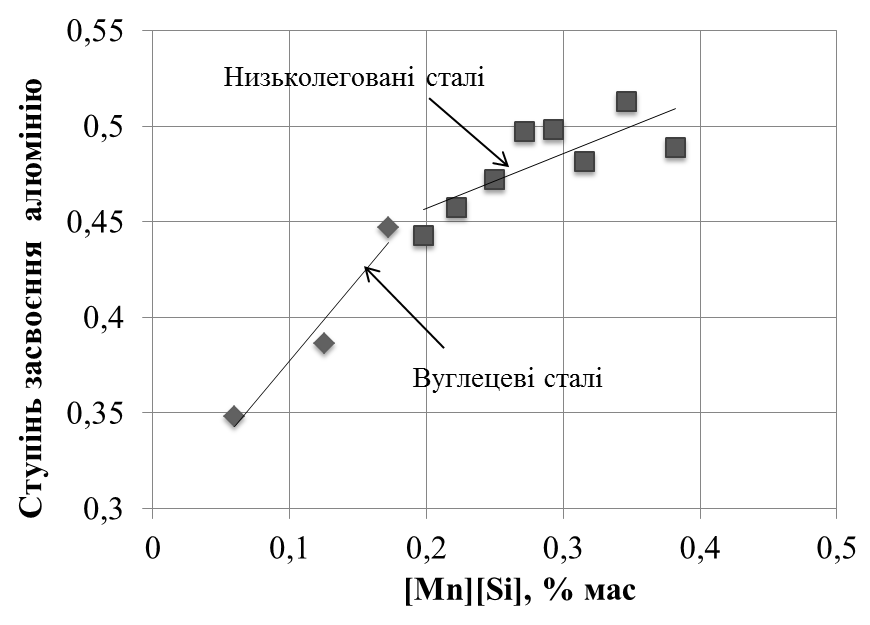 0,55
Низьколеговані сталі
0,5
0,45
0,4
Вуглецеві сталі
0,35
0,3
Ступінь засвоєння алюмінію
0 0,1 0,2 0,3 0,4 0,5
[Mn][Si], % мас